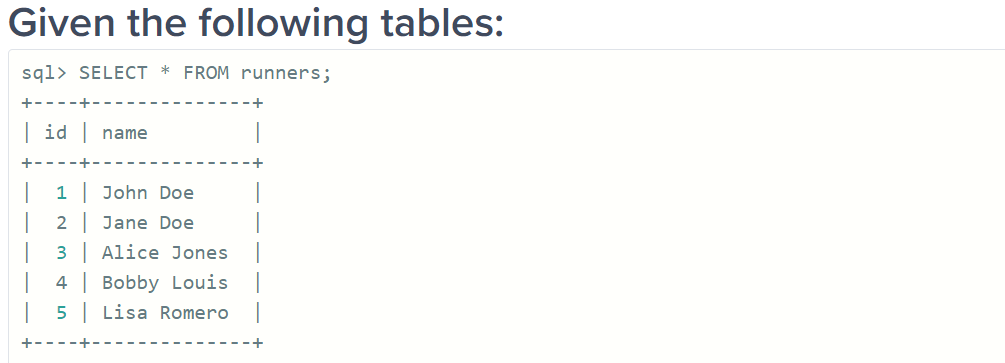 Given the following tables:
sql> SELECT * FROM runners;
+----+--------------+
| id | name         |
+----+--------------+
|  1 | John Doe     |
|  2 | Jane Doe     |
|  3 | Alice Jones  |
|  4 | Bobby Louis  |
|  5 | Lisa Romero  |
+----+--------------+